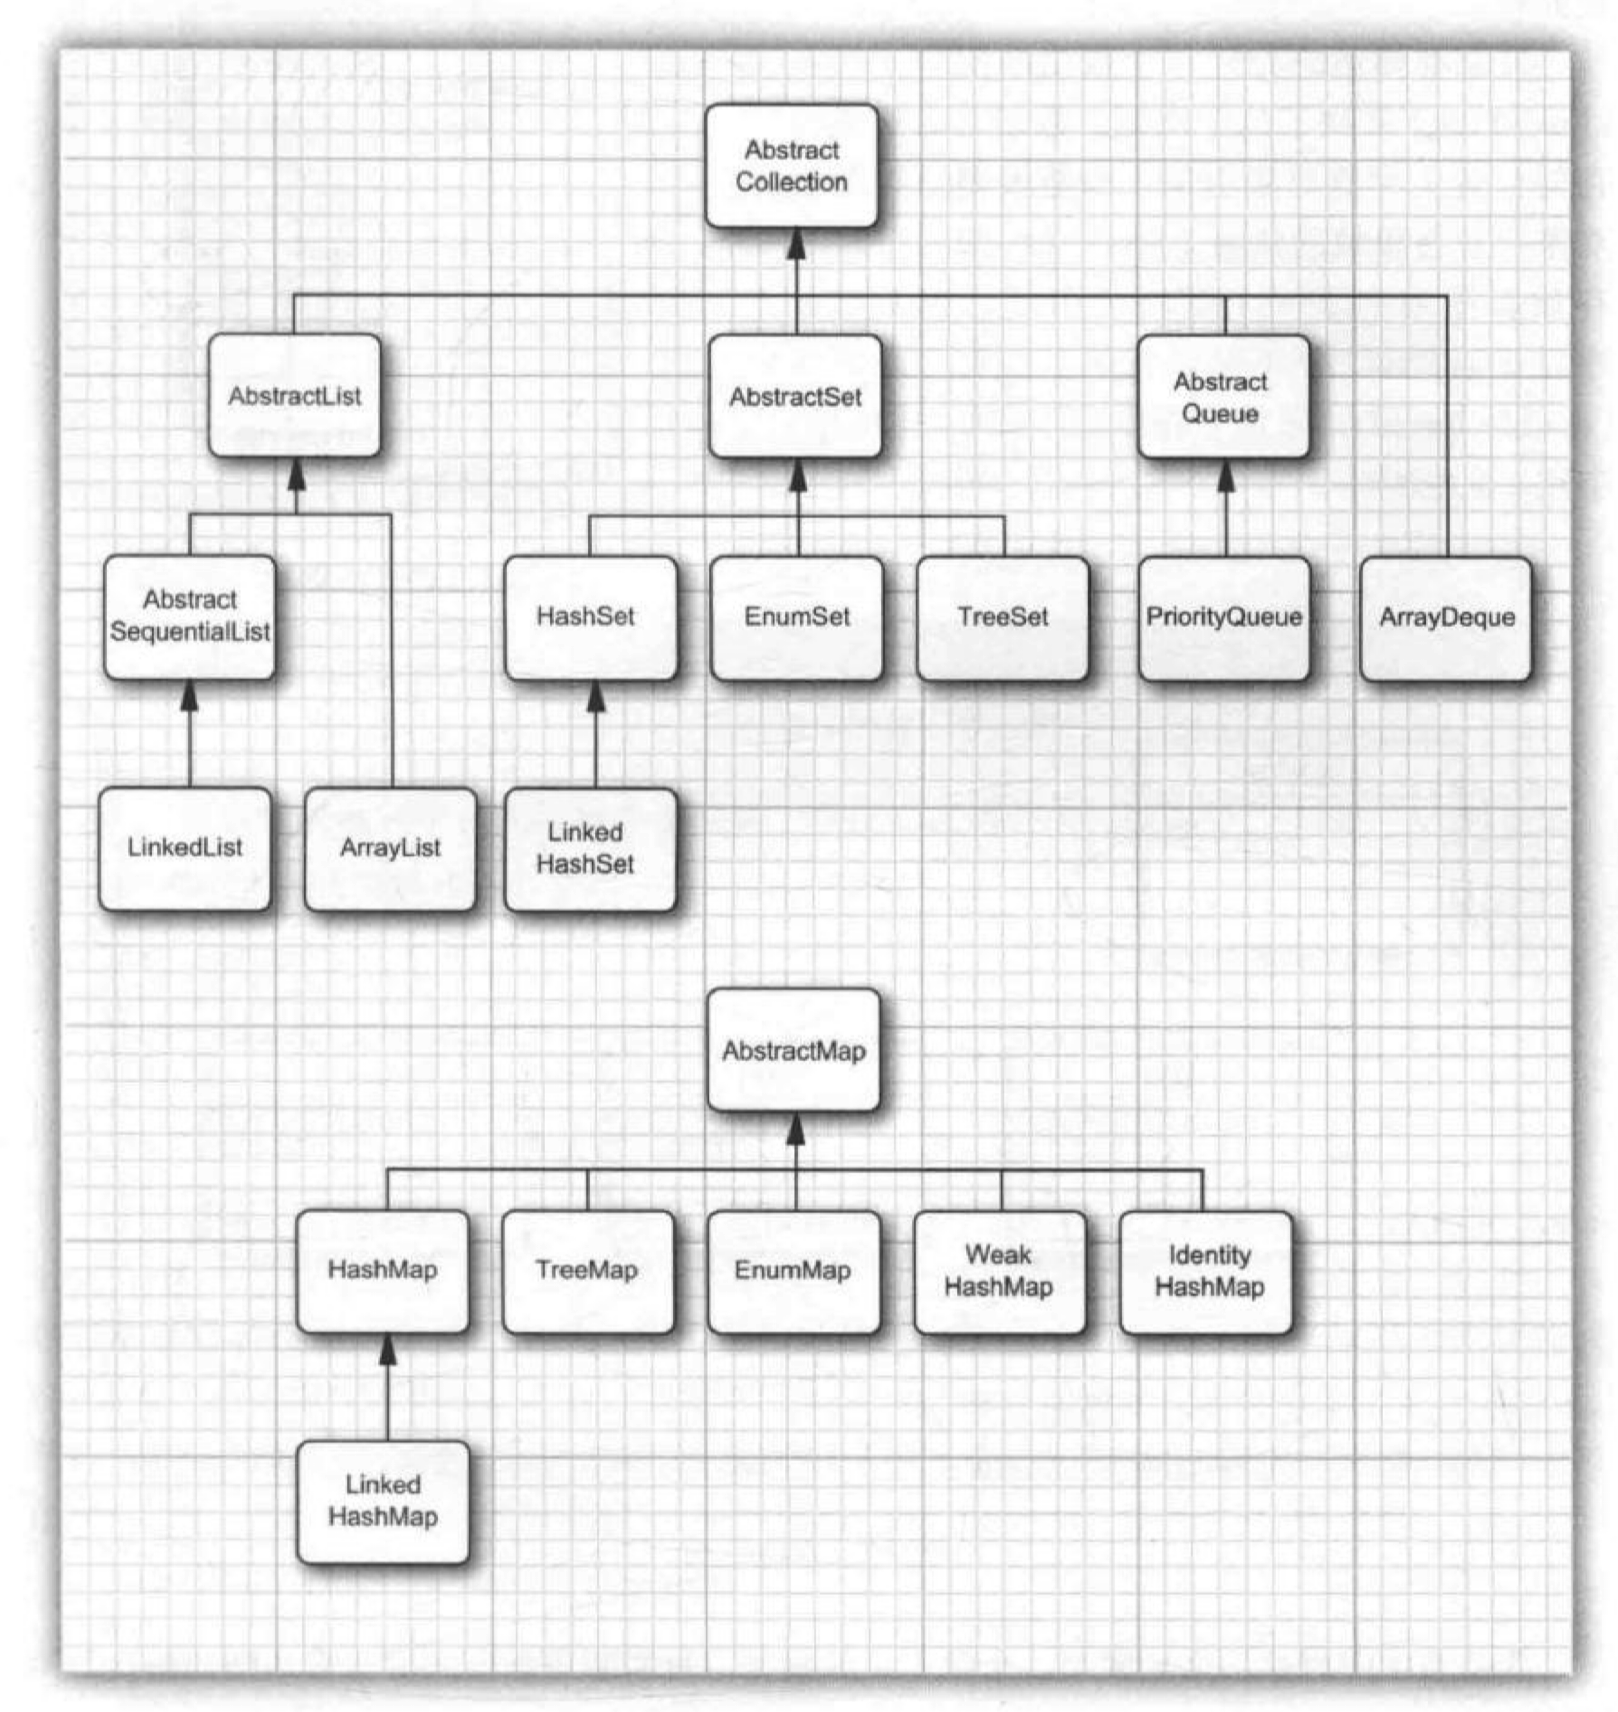 Abstract
Collection
AbstractList
AbstractSet
Abstract
Queue
Abstract
SequentialList
HashSet
EnumSet
TreeSet
PriorityQueue
ArrayDeque
LinkedList
ArrayList
Linked
HashSet
AbstractMap
HashMap
TreeMap
EnumMap
Weak
HashMap
Identity
HashMap
Linked
HashMap